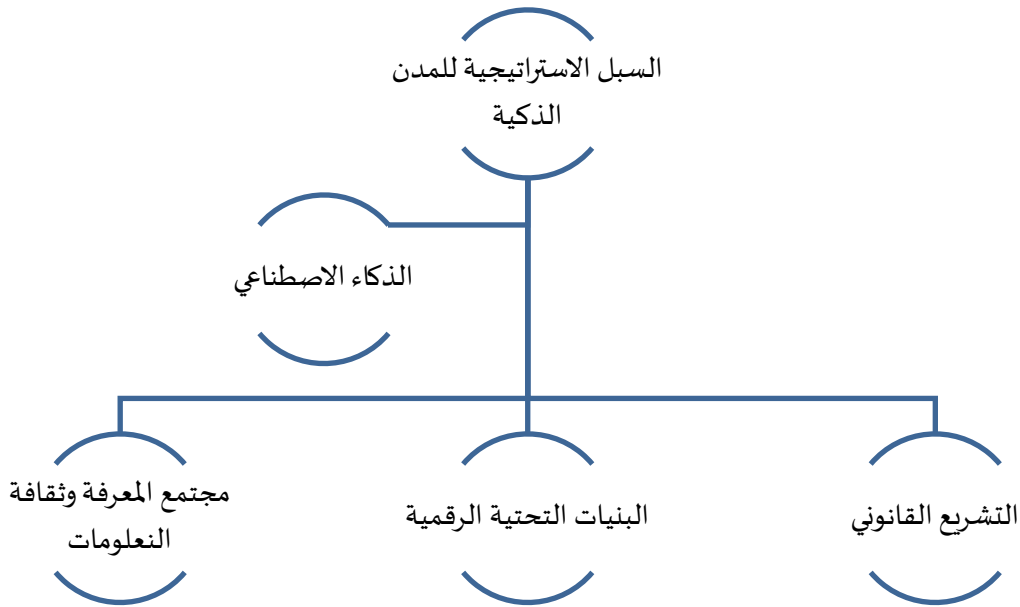 السبل الاستراتيجية للمدن
الذكية
الذكاء الاصطناعي
التشريع القانوني
البنيات التحتية الرقمية
مجتمع المعرفة وثقافة
النعلومات